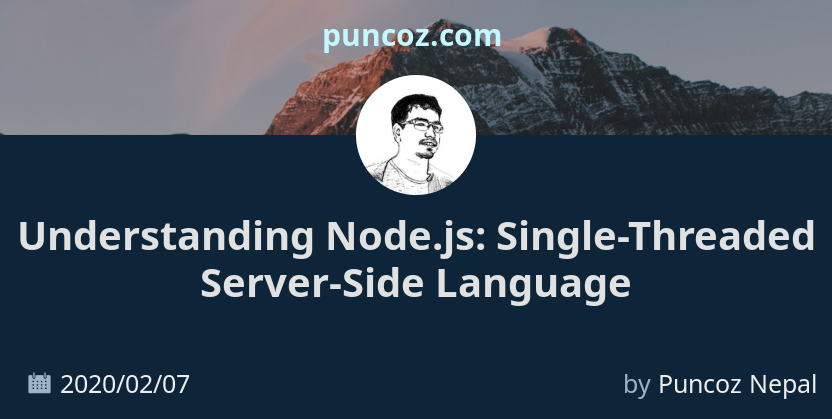 puncoz.com
Understanding Node.js: Single-Threaded
Server-Side Language
2020/02/07
by Puncoz Nepal